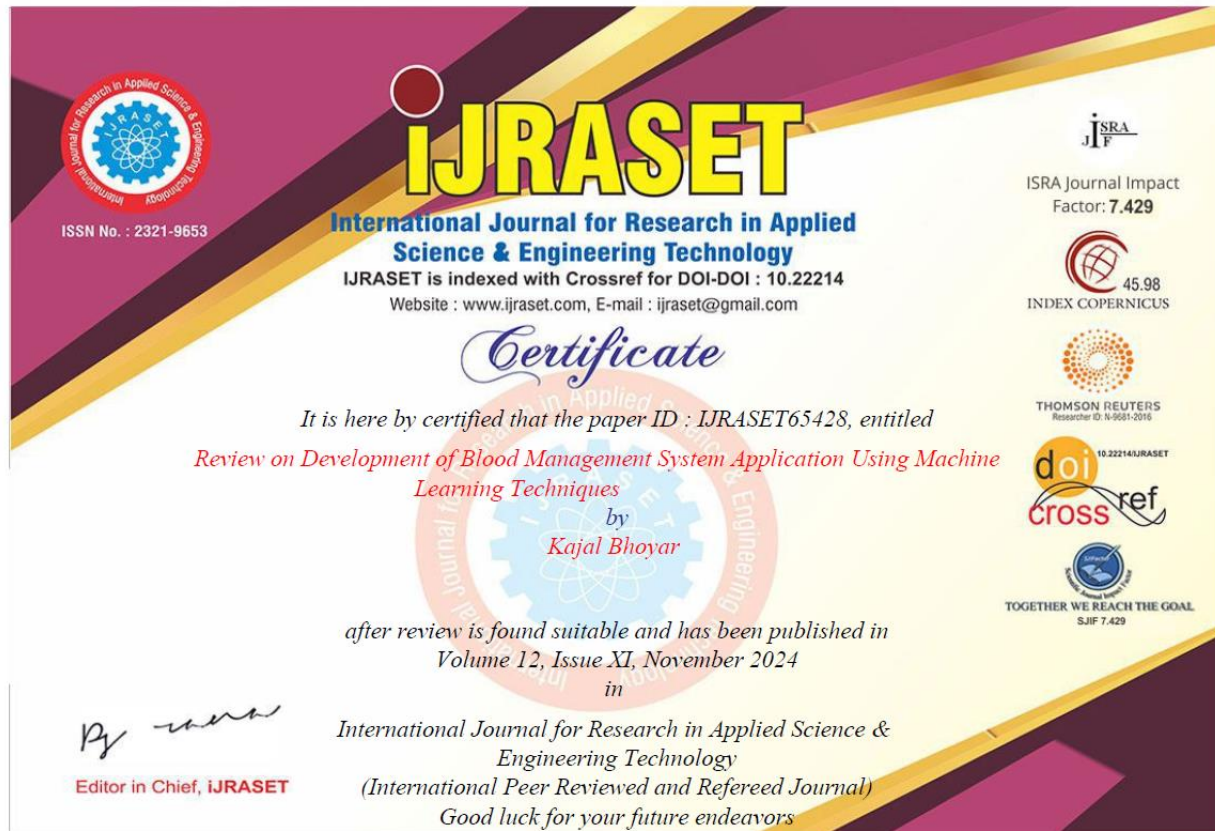 International Journal for Research in Applied Science & Engineering Technology
IJRASET
ISSN No. : 2321-9653
iJRASET
International Journal for Research in Applied
Science & Engineering Technology
IJRASET is indexed with Crossref for DOI-DOI : 10.22214
Website : www.ijraset.com, E-mail : ijraset@gmail.com
Certificate
It is here by certified that the paper ID : IJRASET65428, entitled
Review on Development of Blood Management System Application Using Machine
Learning Techniques
by
Kajal Bhoyar
after review is found suitable and has been published in
Volume 12, Issue XI, November 2024
in
International Journal for Research in Applied Science &
Engineering Technology
(International Peer Reviewed and Refereed Journal)
Good luck for your future endeavors
Editor in Chief, iJRASET
ISRA
JIF
ISRA Journal Impact
Factor: 7.429
45.98
INDEX COPERNICUS
THOMSON REUTERS
Researcher ID: N-9681-2016
doi
10.22214/IJRASET
cross ref
TOGETHER WE REACH THE GOAL
SJIF 7.429